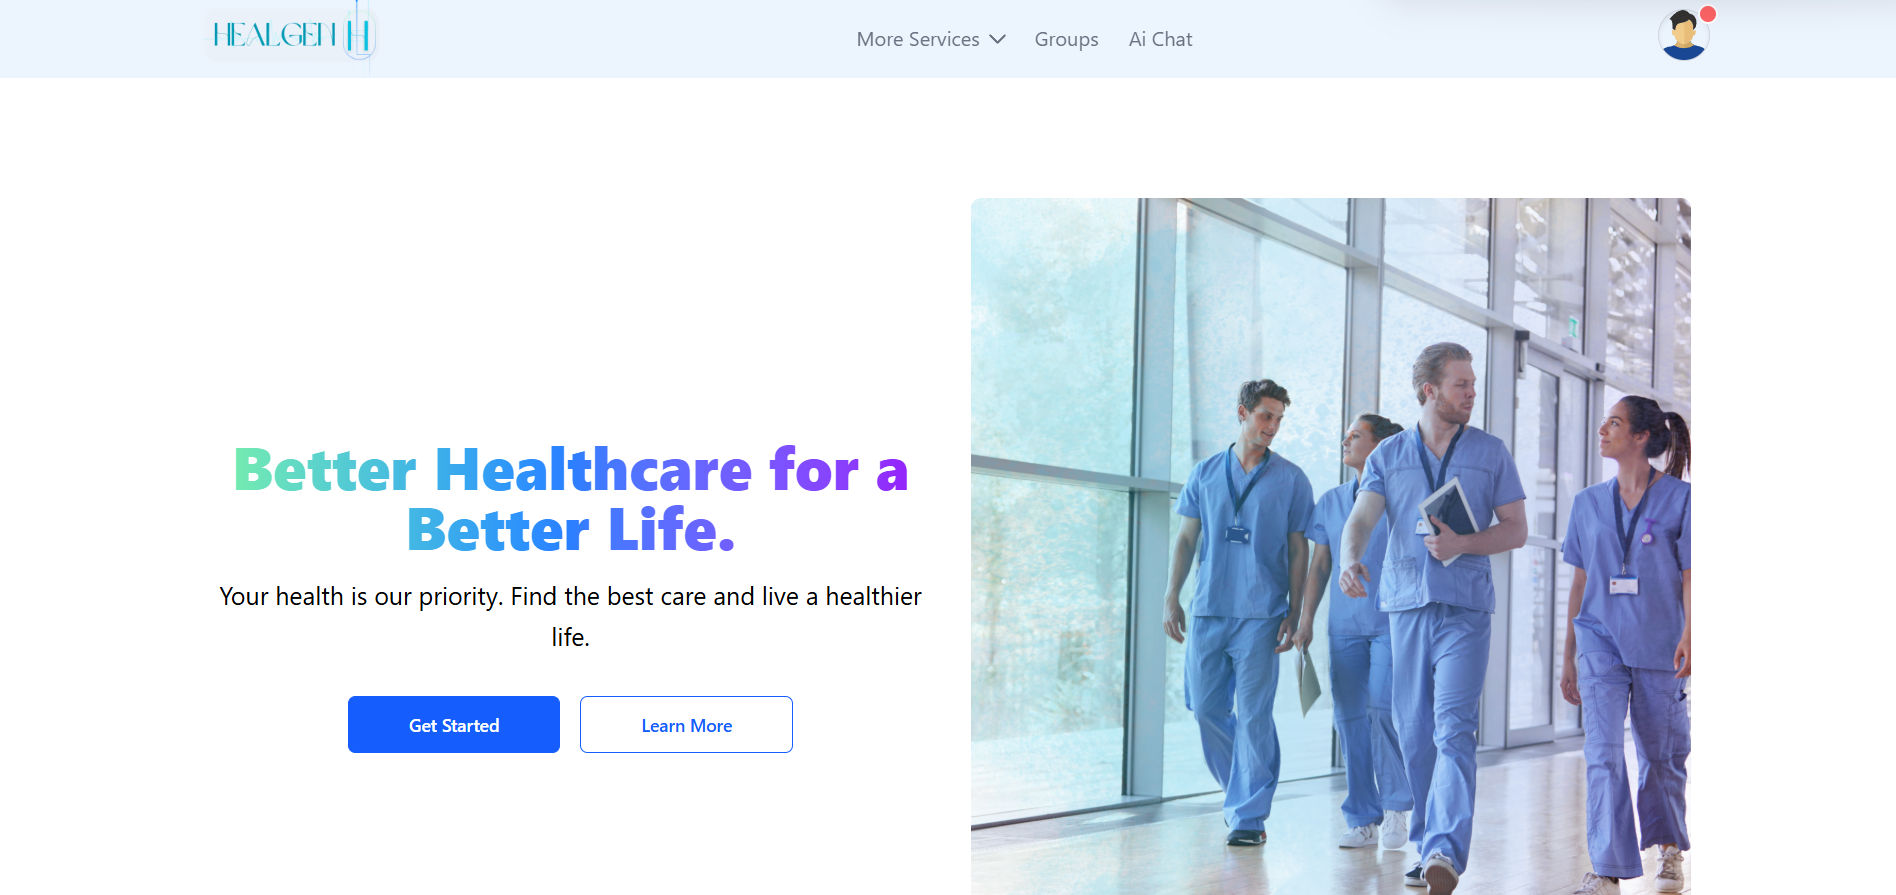 HEALGEN H
More Services
Groups
Ai Chat
Better Healthcare for a
Better Life.
Your health is our priority. Find the best care and live a healthier
life.
Get Started
Learn More